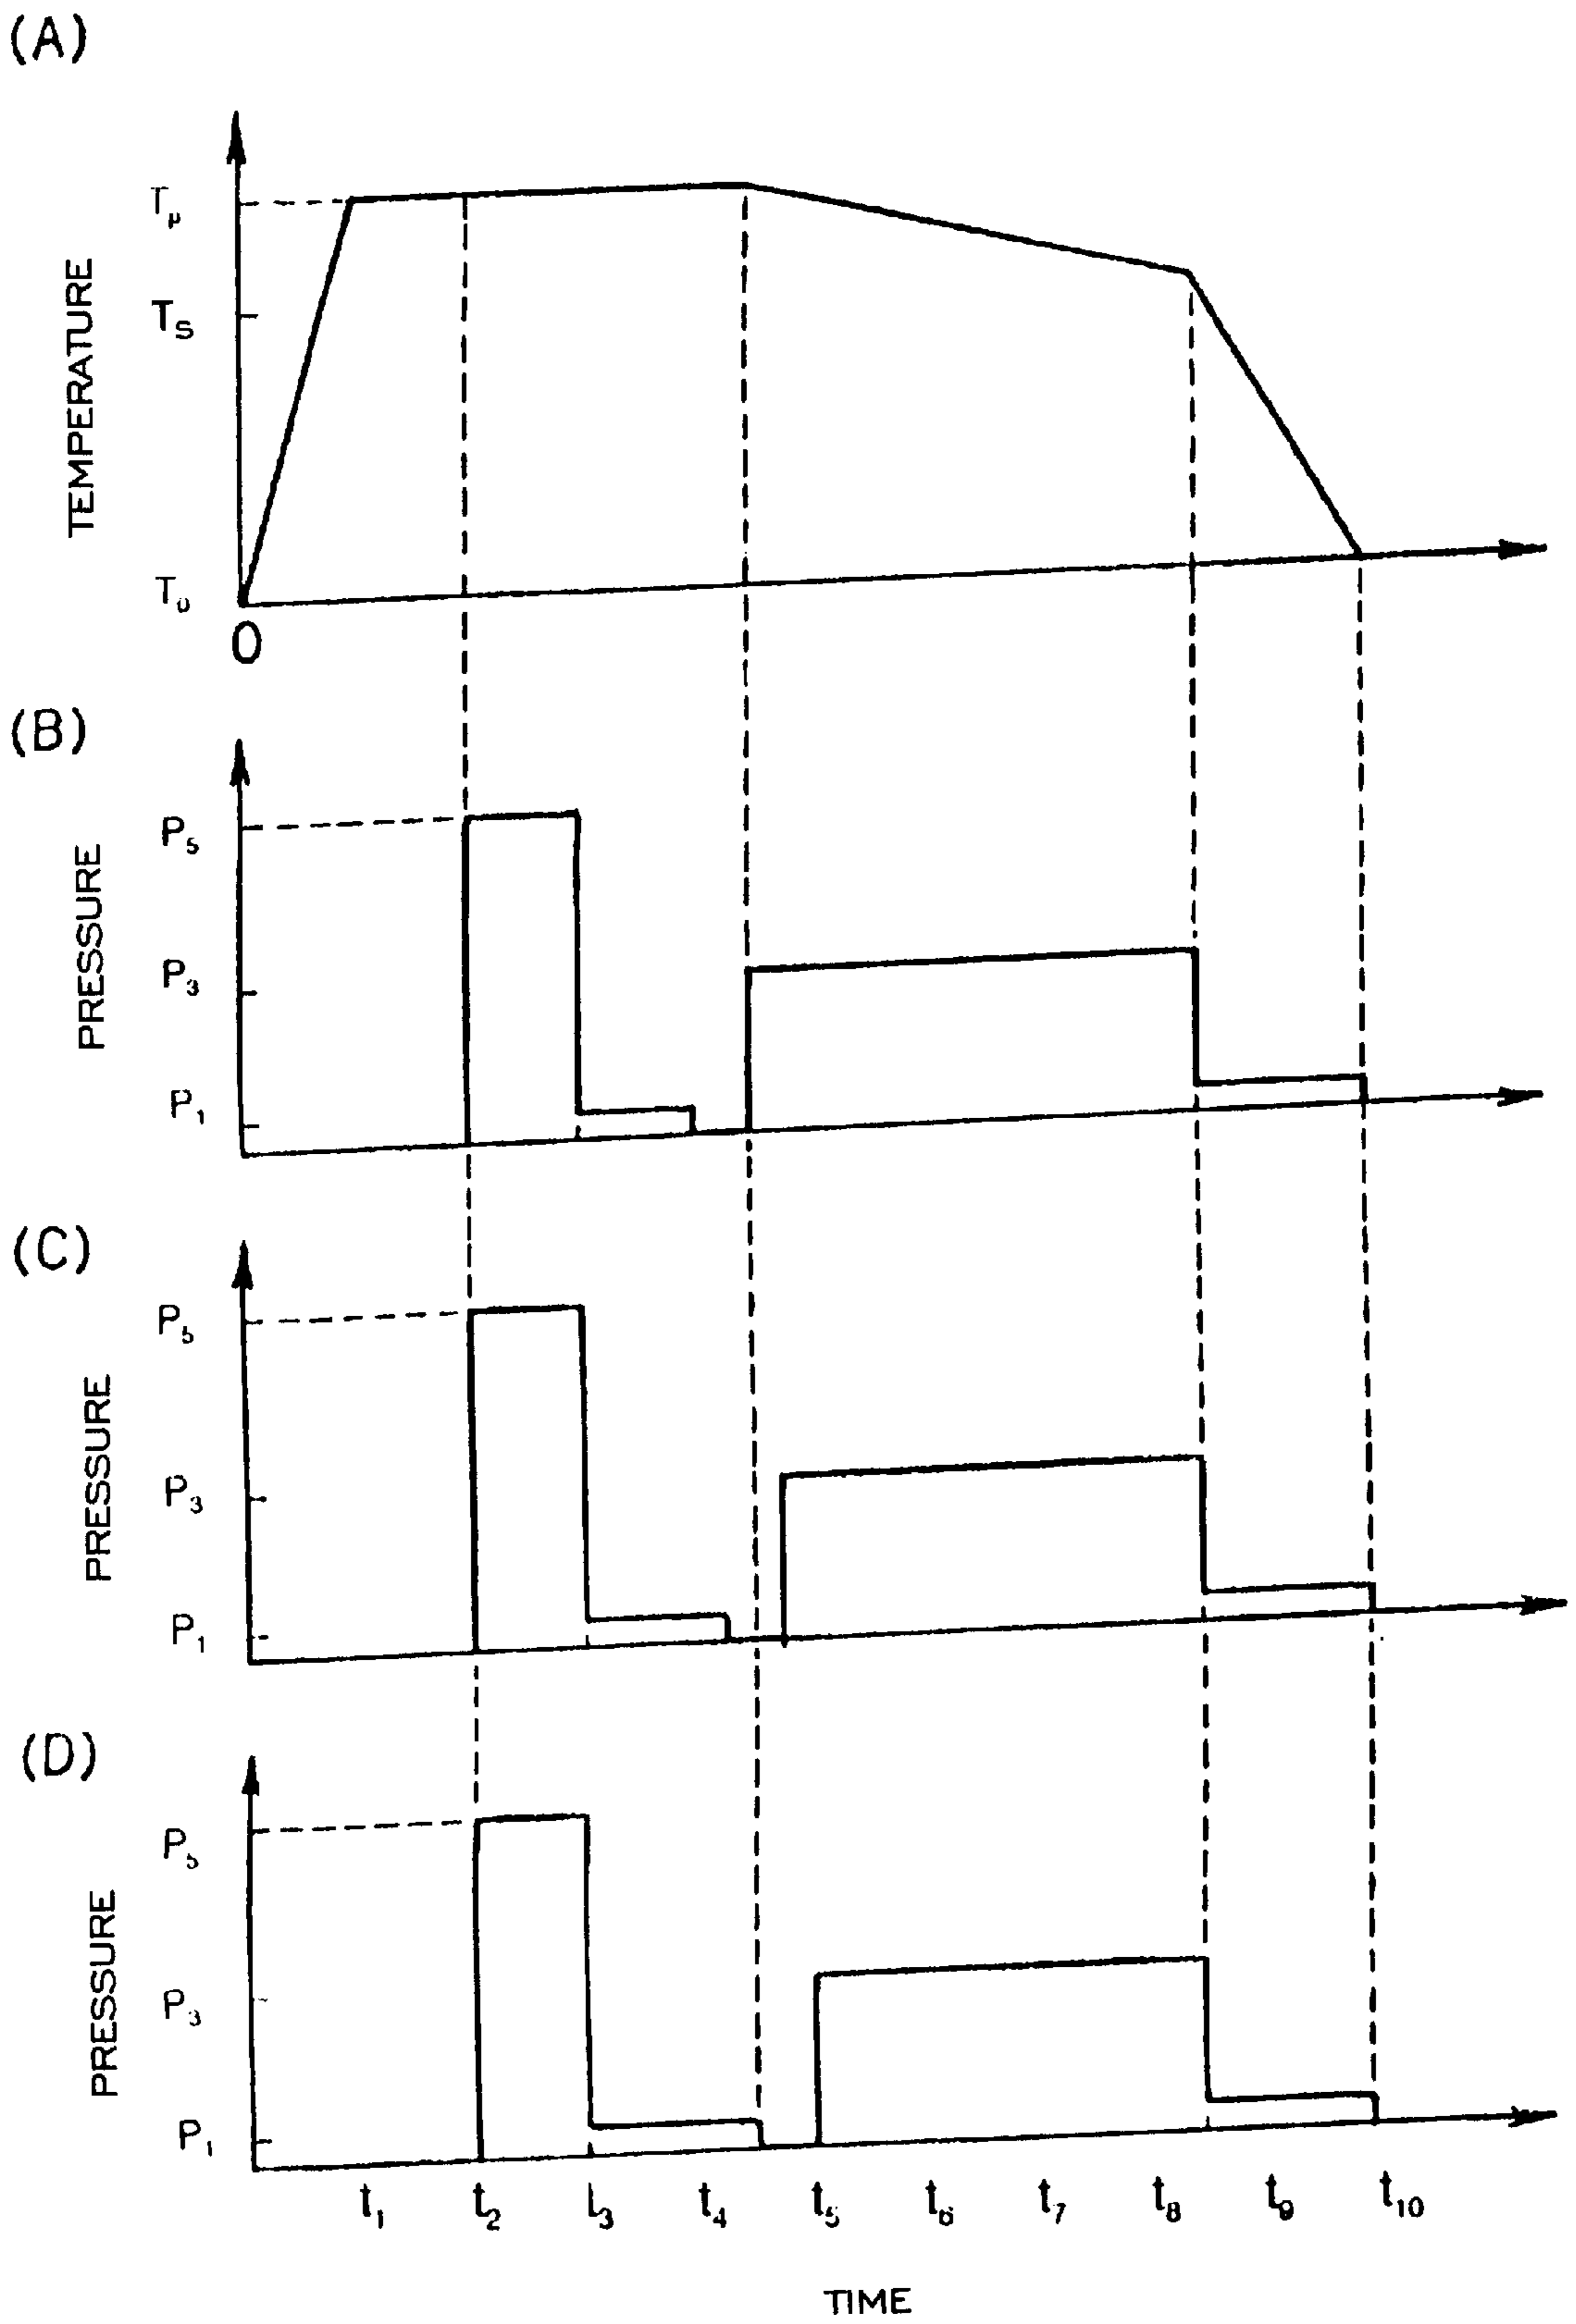 (A)
TEMPERATURE
Tμ
TS
T0
0
(B)
PRESSURE
P5
P3
P1
(C)
PRESSURE
P5
P3
P1
(D)
PRESSURE
P5
P3
P1
t1 t2 t3 t4 t5 t6 t7 t8 t9 t10
TIME